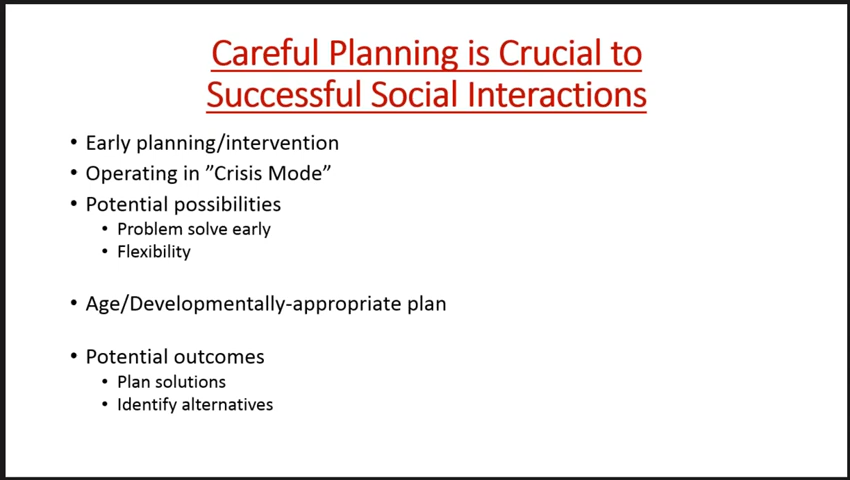 Careful Planning is Crucial to
Successful Social Interactions
• Early planning/intervention
• Operating in ”Crisis Mode”
• Potential possibilities
• Problem solve early
• Flexibility
• Age/Developmentally-appropriate plan
• Potential outcomes
• Plan solutions
• Identify alternatives